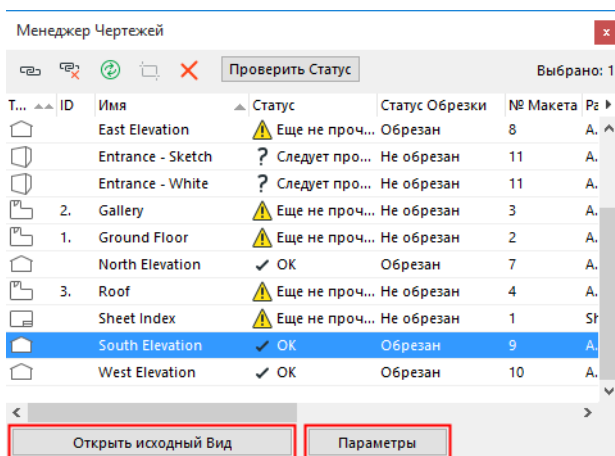 Менеджер Чертежей
Проверить Статус Выбрано: 1
Т... ID Имя Статус Статус Обрезки № Макета Ра
East Elevation Еще не проч... Обрезан 8 A.
Entrance - Sketch ? Следует про... Не обрезан 11 A.
Entrance - White ? Следует про... Не обрезан 11 A.
2. Gallery Еще не проч... Не обрезан 3 A.
1. Ground Floor Еще не проч... Не обрезан 2 A.
North Elevation OK Обрезан 7 A.
3. Roof Еще не проч... Не обрезан 4 A.
Sheet Index Еще не проч... Не обрезан 1 Sh
South Elevation OK Обрезан 9 A.
West Elevation OK Обрезан 10 A.
Открыть исходный Вид Параметры